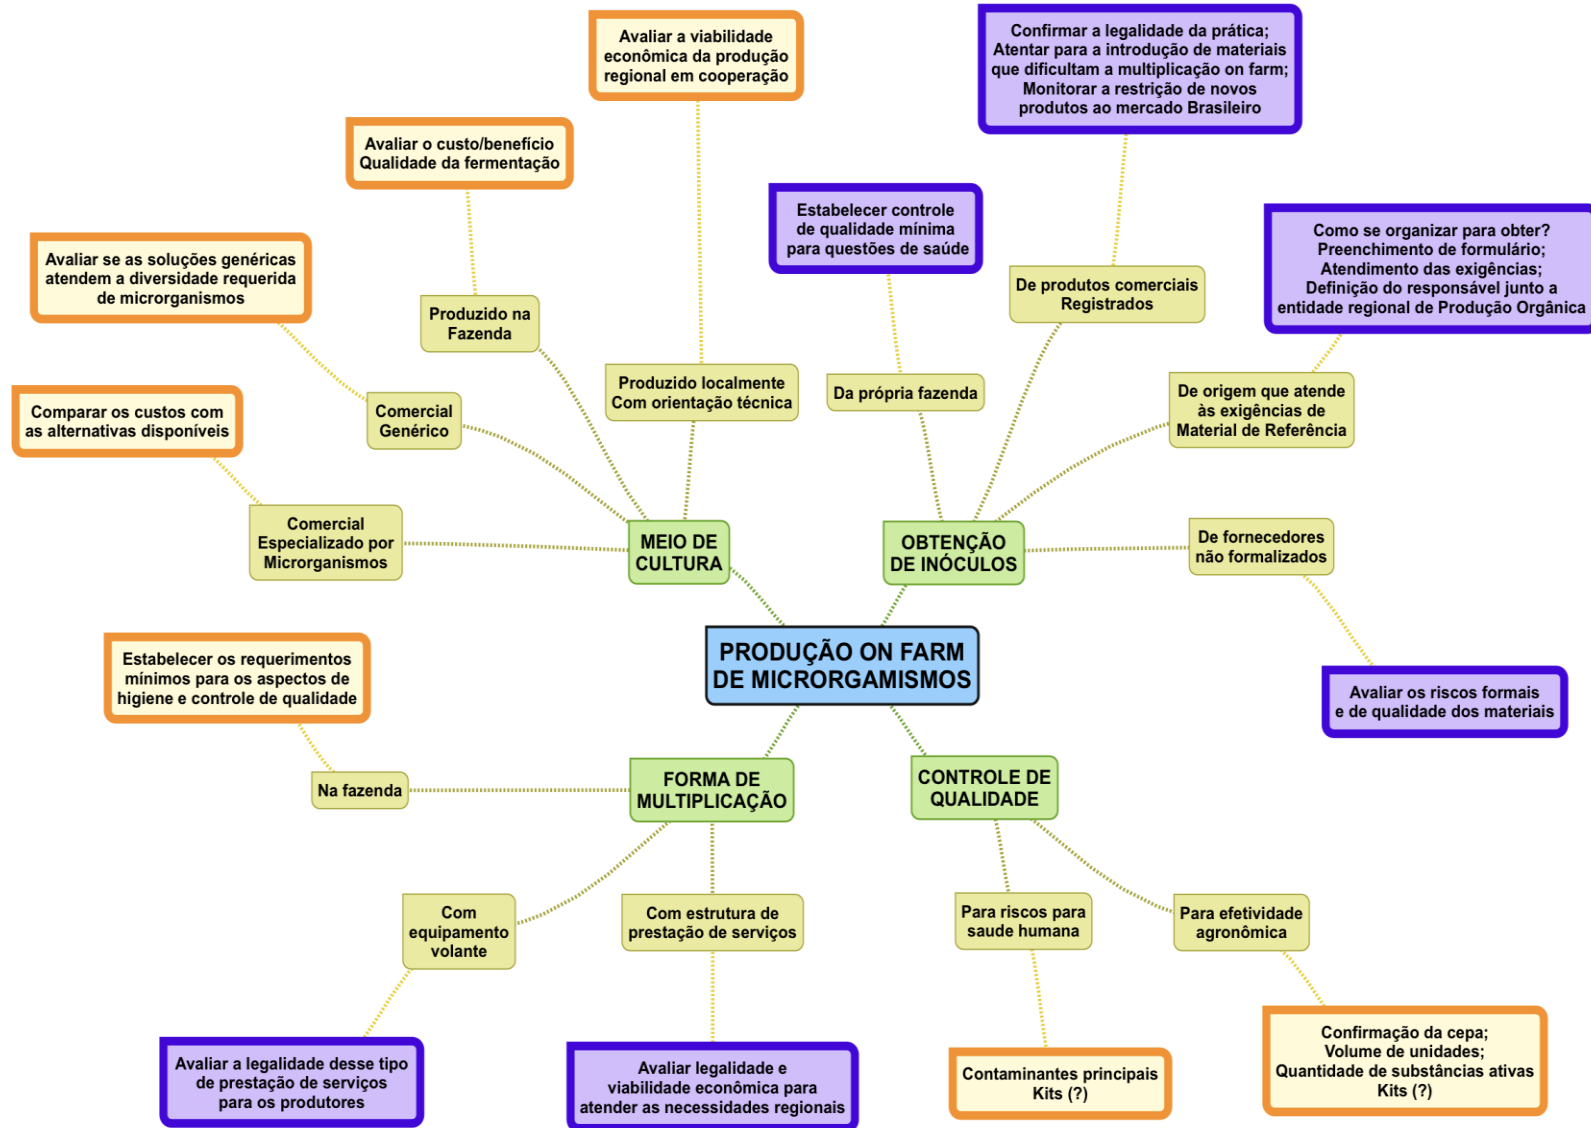 Avaliar a viabilidade
econômica da produção
regional em cooperação
Confirmar a legalidade da prática;
Atentar para a introdução de materiais
que dificultam a multiplicação on farm;
Monitorar a restrição de novos
produtos ao mercado Brasileiro
Avaliar o custo/benefício
Qualidade da fermentação
Estabelecer controle
de qualidade mínima
para questões de saúde
Como se organizar para obter?
Preenchimento de formulário;
Atendimento das exigências;
Definição do responsável junto a
entidade regional de Produção Orgânica
Avaliar se as soluções genéricas
atendem a diversidade requerida
de microrganismos
Produzido na
Fazenda
De produtos comerciais
Registrados
Comparar os custos com
as alternativas disponíveis
Comercial
Genérico
Produzido localmente
Com orientação técnica
Da própria fazenda
De origem que atende
às exigências de
Material de Referência
Comercial
Especializado por
Microrganismos
MEIO DE
CULTURA
OBTENÇÃO
DE INÓCULOS
De fornecedores
não formalizados
PRODUÇÃO ON FARM
DE MICRORGAMISMOS
Estabelecer os requerimentos
mínimos para os aspectos de
higiene e controle de qualidade
Avaliar os riscos formais
e de qualidade dos materiais
Na fazenda
FORMA DE
MULTIPLICAÇÃO
CONTROLE DE
QUALIDADE
Com
equipamento
volante
Com estrutura de
prestação de serviços
Para riscos para
saude humana
Para efetividade
agronômica
Avaliar a legalidade desse tipo
de prestação de serviços
para os produtores
Avaliar legalidade e
viabilidade econômica para
atender as necessidades regionais
Contaminantes principais
Kits (?)
Confirmação da cepa;
Volume de unidades;
Quantidade de substâncias ativas
Kits (?)